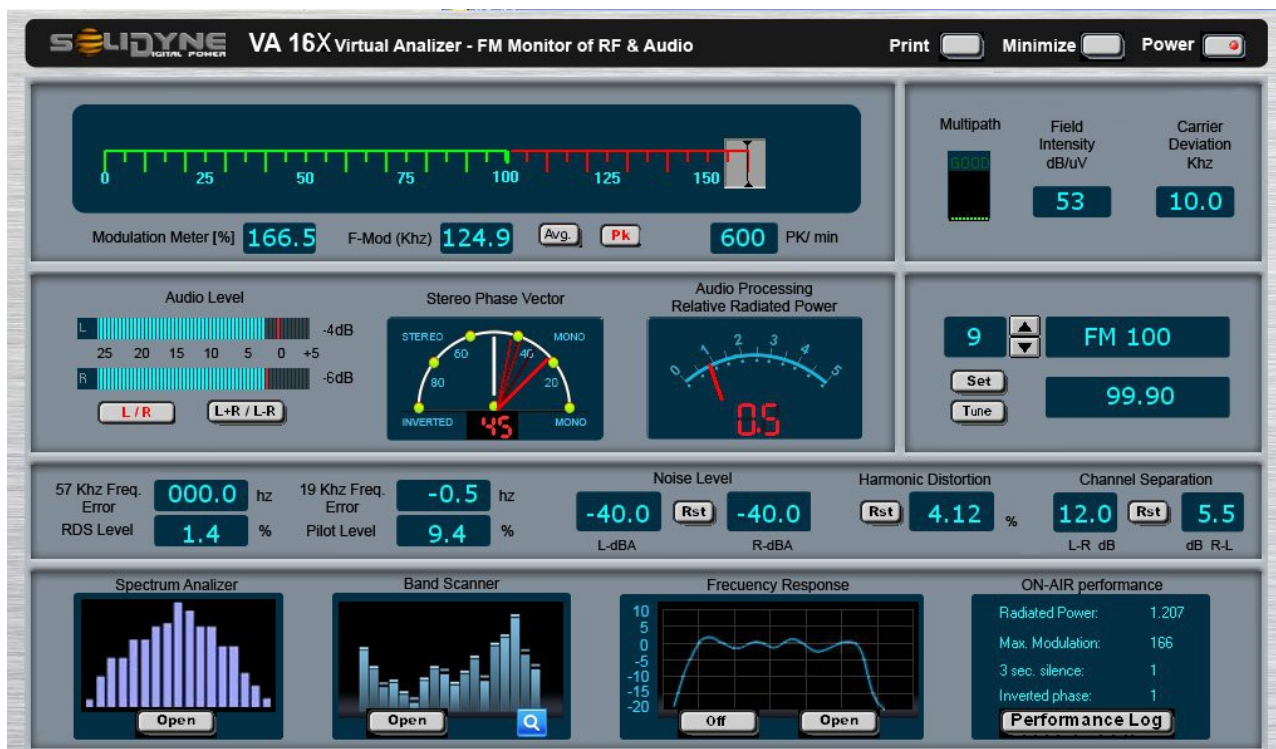 SOLIDYNE
DIGITAL POWER
VA 16X Virtual Analizer - FM Monitor of RF & Audio
Print
Minimize
Power
0 25 50 75 100 125 150
Modulation Meter [%] 166.5 F-Mod (Khz) 124.9 Avg. Pk 600 PK/ min
Multipath
GOOD
Field
Intensity
dB/uV
53
Carrier
Deviation
Khz
10.0
Audio Level
L -4dB
25 20 15 10 5 0 +5
R -6dB
L / R
L+R / L-R
Stereo Phase Vector
STEREO MONO
60 40
80 20
INVERTED 45 MONO
Audio Processing
Relative Radiated Power
0 1 2 3 4 5
0.5
9 FM 100
Set
Tune
99.90
57 Khz Freq.
Error
000.0 hz
RDS Level 1.4 %
19 Khz Freq.
Error
-0.5 hz
Pilot Level 9.4 %
Noise Level
-40.0 Rst -40.0
L-dBA R-dBA
Harmonic Distortion
Rst 4.12 %
Channel Separation
12.0 Rst 5.5
L-R dB dB R-L
Spectrum Analizer
Open
Band Scanner
Open
Frecuency Response
10
5
0
-5
-10
-15
-20
Off
Open
ON-AIR performance
Radiated Power: 1.207
Max. Modulation: 166
3 sec. silence: 1
Inverted phase: 1
Performance Log